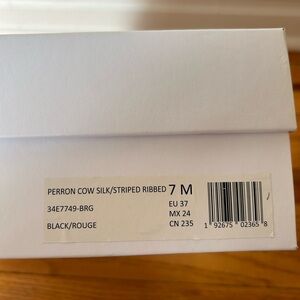 PERRON COW SILK/STRIPED RIBBED 7 M
EU 37
34E7749-BRG MX 24
BLACK/ROUGE CN 235
1 92675 02365 8